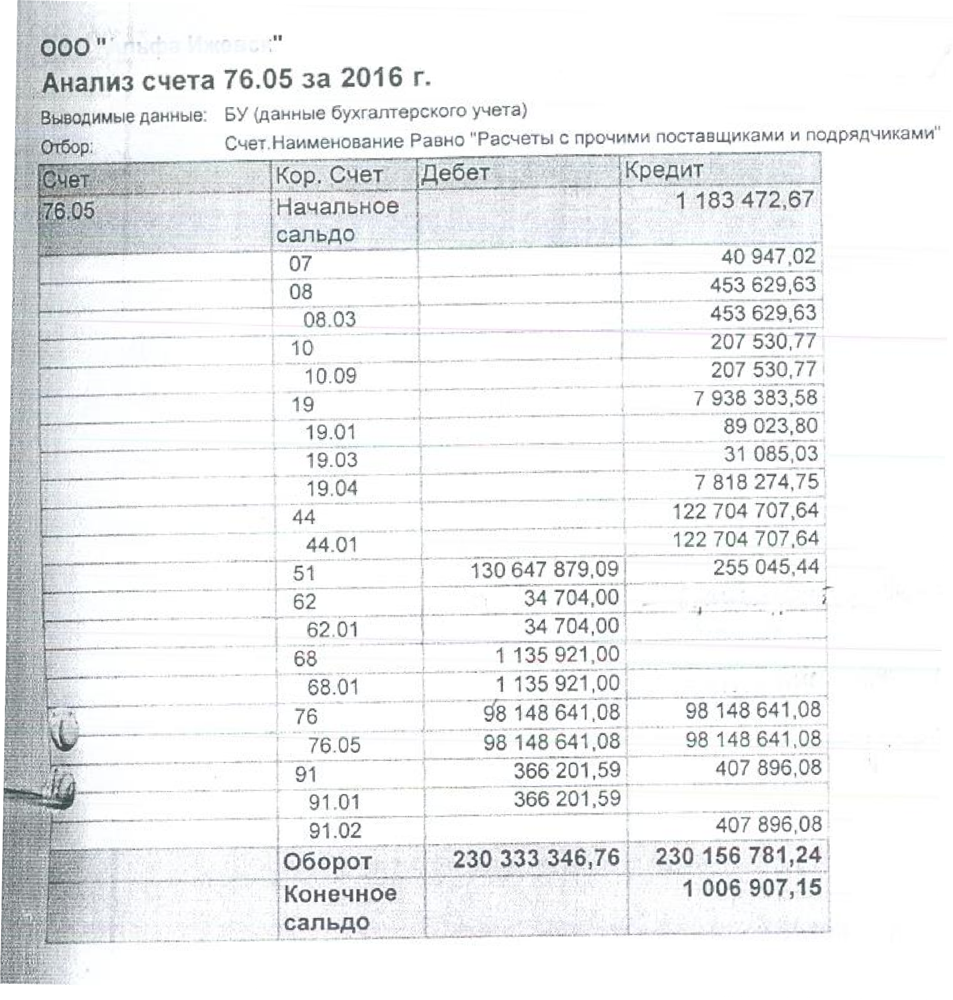 ООО " "
Анализ счета 76.05 за 2016 г.
Выводимые данные: БУ (данные бухгалтерского учета)
Отбор: Счет.Наименование Равно "Расчеты с прочими поставщиками и подрядчиками"
Счет Кор. Счет Дебет Кредит
76.05 Начальное 1 183 472,67
сальдо
07 40 947,02
08 453 629,63
08.03 453 629,63
10 207 530,77
10.09 207 530,77
19 7 938 383,58
19.01 89 023,80
19.03 31 085,03
19.04 7 818 274,75
44 122 704 707,64
44.01 122 704 707,64
51 130 647 879,09 255 045,44
62 34 704,00
62.01 34 704,00
68 1 135 921,00
68.01 1 135 921,00
76 98 148 641,08 98 148 641,08
76.05 98 148 641,08 98 148 641,08
91 366 201,59 407 896,08
91.01 366 201,59
91.02 407 896,08
Оборот 230 333 346,76 230 156 781,24
Конечное 1 006 907,15
сальдо